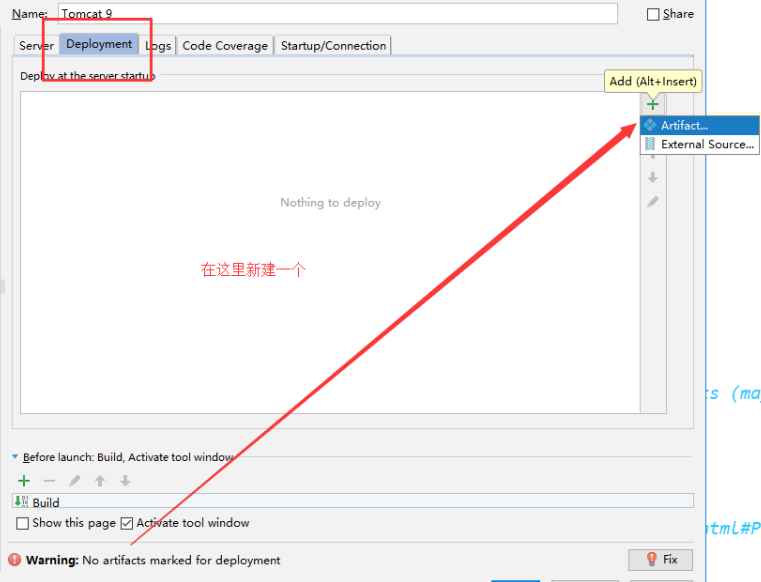 Name: Tomcat 9 Share
Server Deployment Logs Code Coverage Startup/Connection
Deploy at the server startup
Add (Alt+Insert)
Artifact...
External Source...
Nothing to deploy
在这里新建一个
ts (ma
Before launch: Build, Activate tool window
Build
Show this page Activate tool window
html#P
Warning: No artifacts marked for deployment Fix